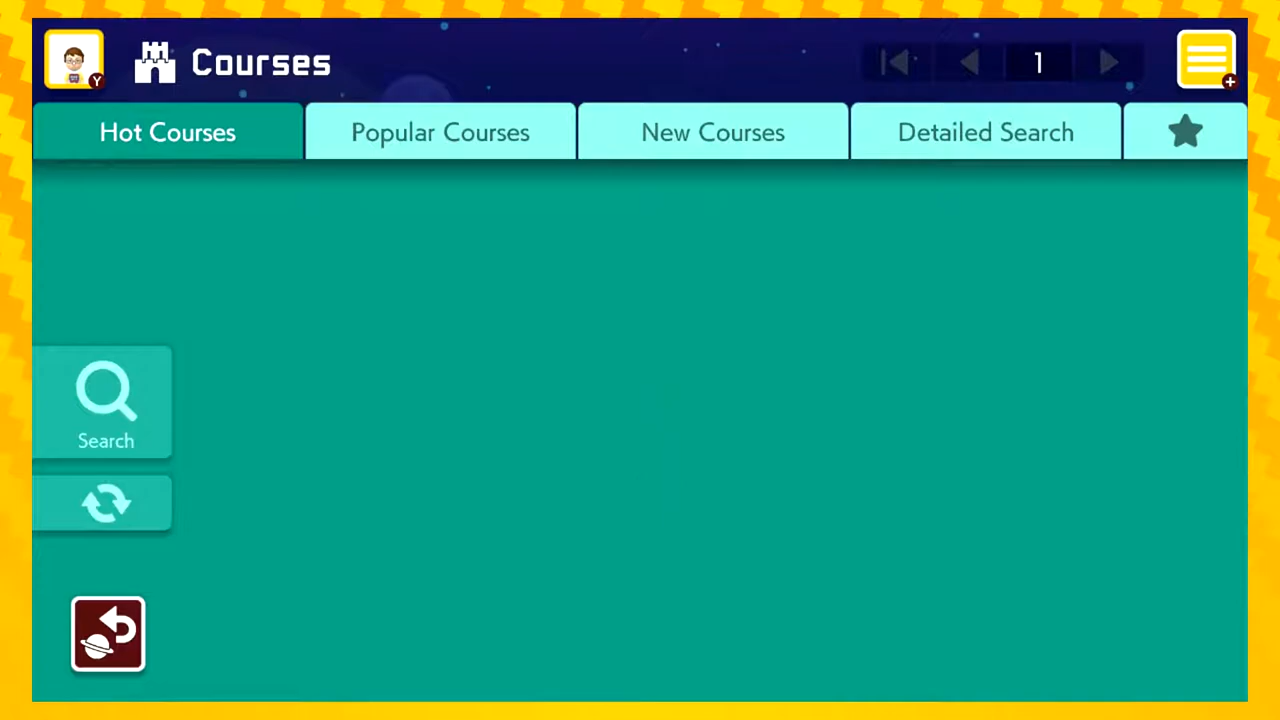 Y
Courses
1
+
Hot Courses
Popular Courses
New Courses
Detailed Search
Search